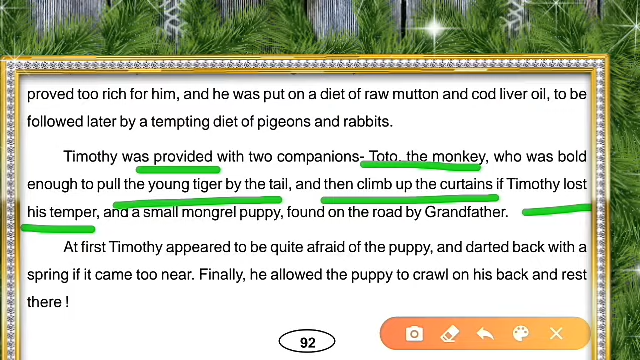 proved too rich for him, and he was put on a diet of raw mutton and cod liver oil, to be
followed later by a tempting diet of pigeons and rabbits.
Timothy was provided with two companions- Toto, the monkey, who was bold
enough to pull the young tiger by the tail, and then climb up the curtains if Timothy lost
his temper, and a small mongrel puppy, found on the road by Grandfather.
At first Timothy appeared to be quite afraid of the puppy, and darted back with a
spring if it came too near. Finally, he allowed the puppy to crawl on his back and rest
there !
92